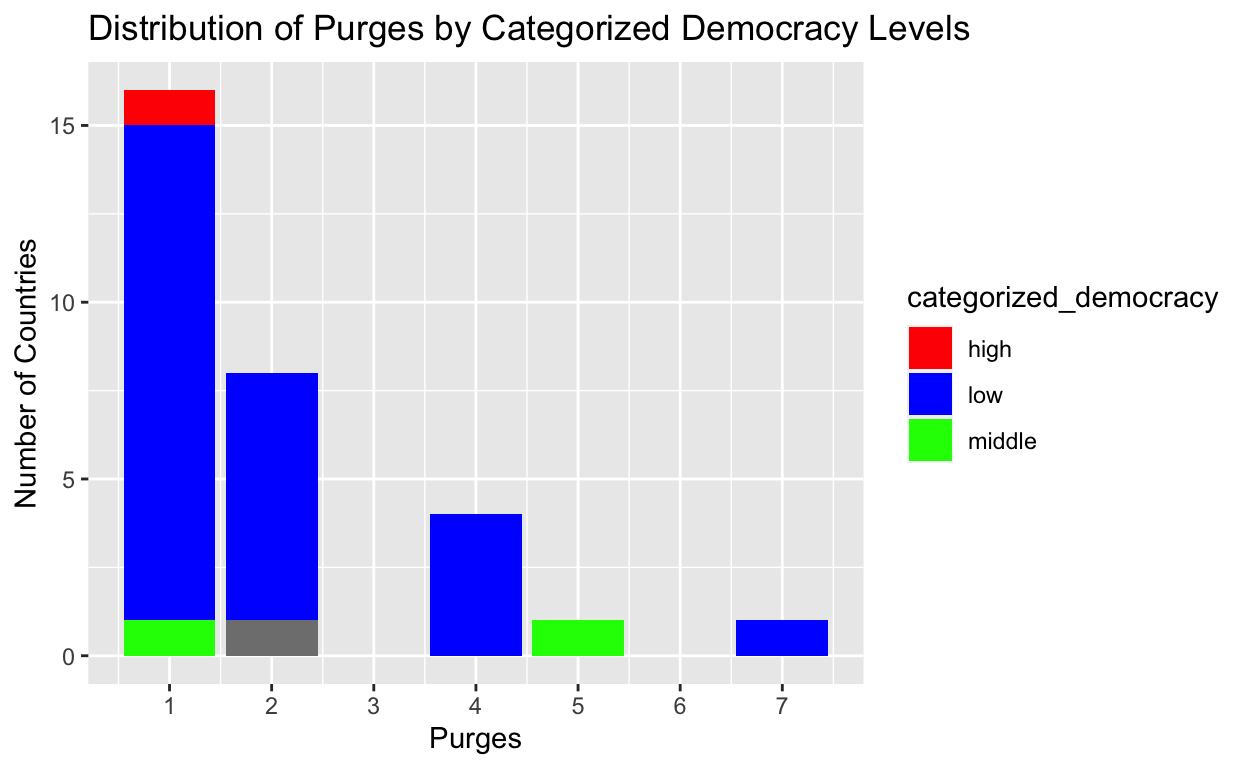 Distribution of Purges by Categorized Democracy Levels
15
10
5
0
Number of Countries
1 2 3 4 5 6 7
Purges
categorized_democracy
high
low
middle